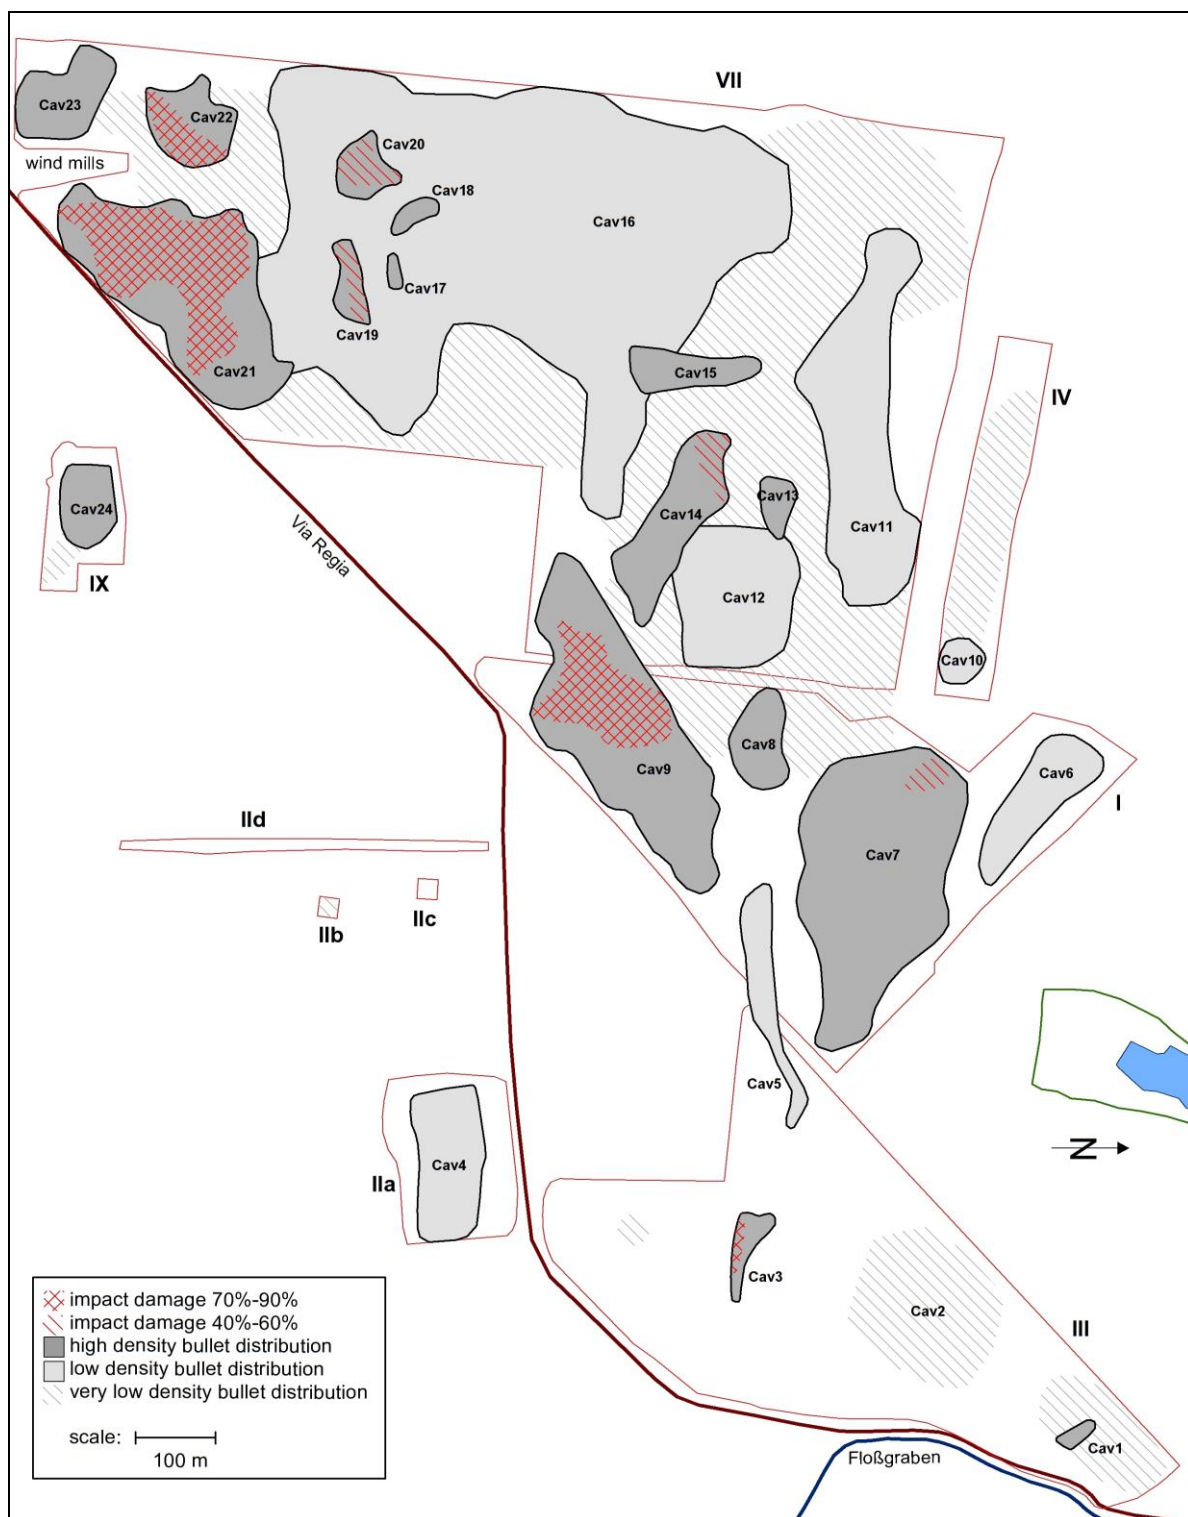 VII
Cav23
Cav22
Cav20
wind mills
Cav18
Cav16
Cav17
Cav19
Cav21
Cav15
IV
Cav13
Cav24
Cav14
Cav11
Via Regia
IX
Cav12
Cav10
Cav8
Cav9
Cav6
I
IId
Cav7
IIc
IIb
Cav5
N
Cav4
IIa
Cav3
Cav2
III
impact damage 70%-90%
impact damage 40%-60%
high density bullet distribution
low density bullet distribution
very low density bullet distribution
scale:
100 m
Cav1
Floßgraben